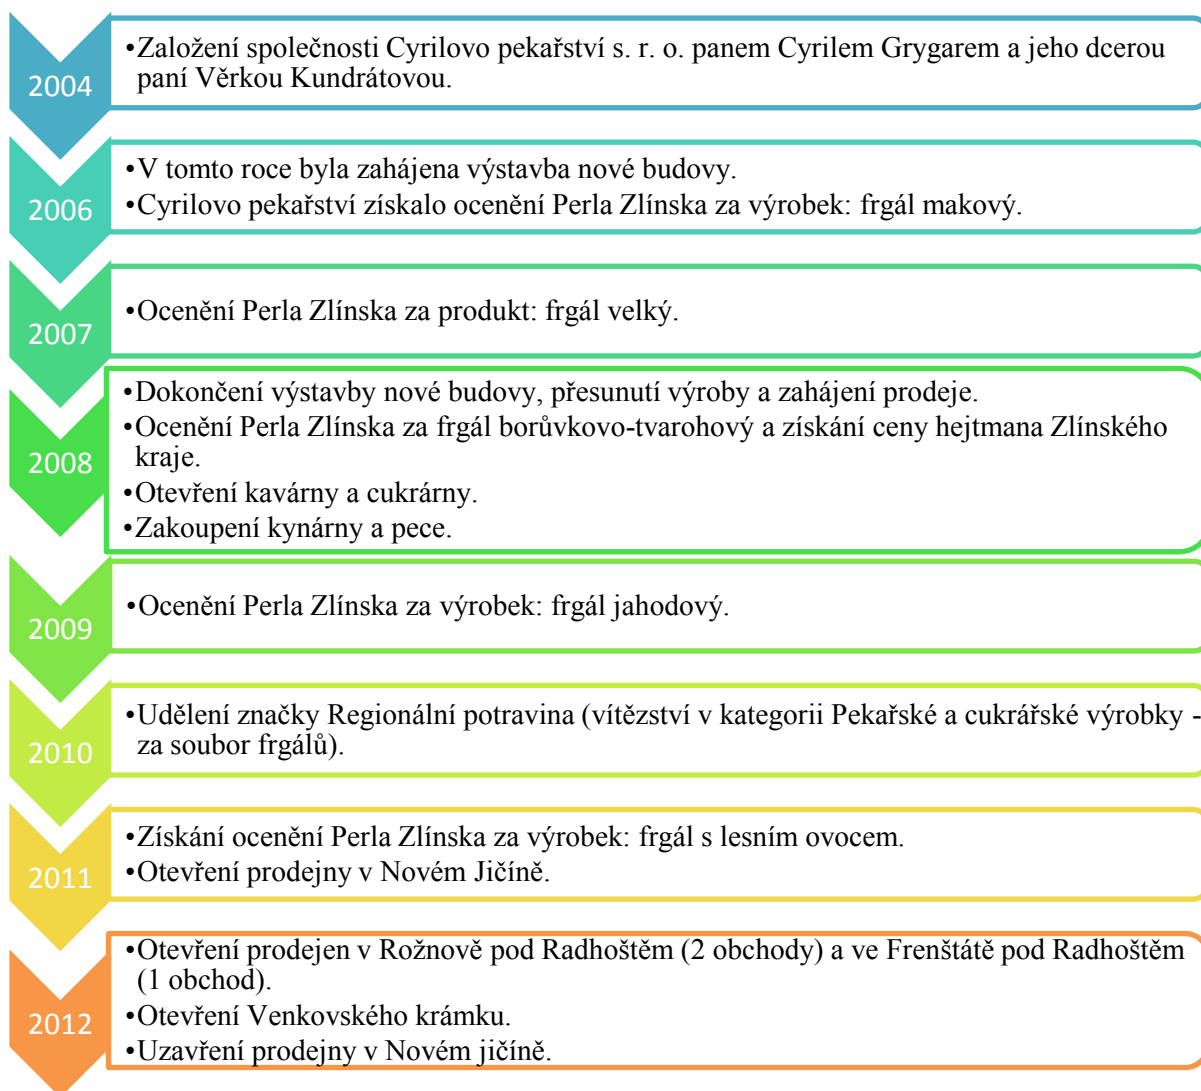 2004
•Založení společnosti Cyrilovo pekařství s. r. o. panem Cyrilem Grygarem a jeho dcerou
paní Věrkou Kundrátovou.
2006
•V tomto roce byla zahájena výstavba nové budovy.
•Cyrilovo pekařství získalo ocenění Perla Zlínska za výrobek: frgál makový.
2007
•Ocenění Perla Zlínska za produkt: frgál velký.
2008
•Dokončení výstavby nové budovy, přesunutí výroby a zahájení prodeje.
•Ocenění Perla Zlínska za frgál borůvkovo-tvarohový a získání ceny hejtmana Zlínského
kraje.
•Otevření kavárny a cukrárny.
•Zakoupení kynárny a pece.
2009
•Ocenění Perla Zlínska za výrobek: frgál jahodový.
2010
•Udělení značky Regionální potravina (vítězství v kategorii Pekařské a cukrářské výrobky -
za soubor frgálů).
2011
•Získání ocenění Perla Zlínska za výrobek: frgál s lesním ovocem.
•Otevření prodejny v Novém Jičíně.
2012
•Otevření prodejen v Rožnově pod Radhoštěm (2 obchody) a ve Frenštátě pod Radhoštěm
(1 obchod).
•Otevření Venkovského krámku.
•Uzavření prodejny v Novém jičíně.